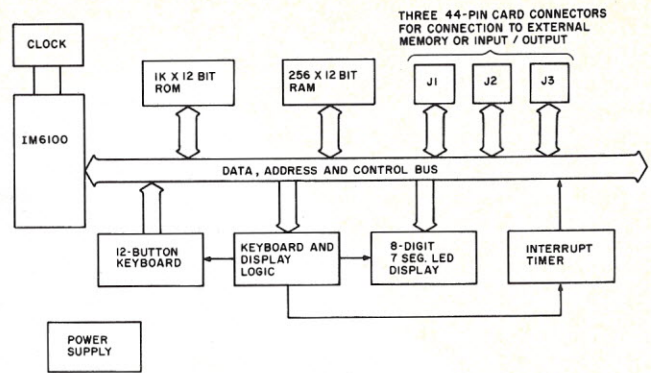 THREE 44-PIN CARD CONNECTORS
FOR CONNECTION TO EXTERNAL
MEMORY OR INPUT / OUTPUT
CLOCK
1K X 12 BIT
ROM
256 X 12 BIT
RAM
J1
J2
J3
IM6100
DATA, ADDRESS AND CONTROL BUS
12-BUTTON
KEYBOARD
KEYBOARD AND
DISPLAY
LOGIC
8-DIGIT
7 SEG. LED
DISPLAY
INTERRUPT
TIMER
POWER
SUPPLY